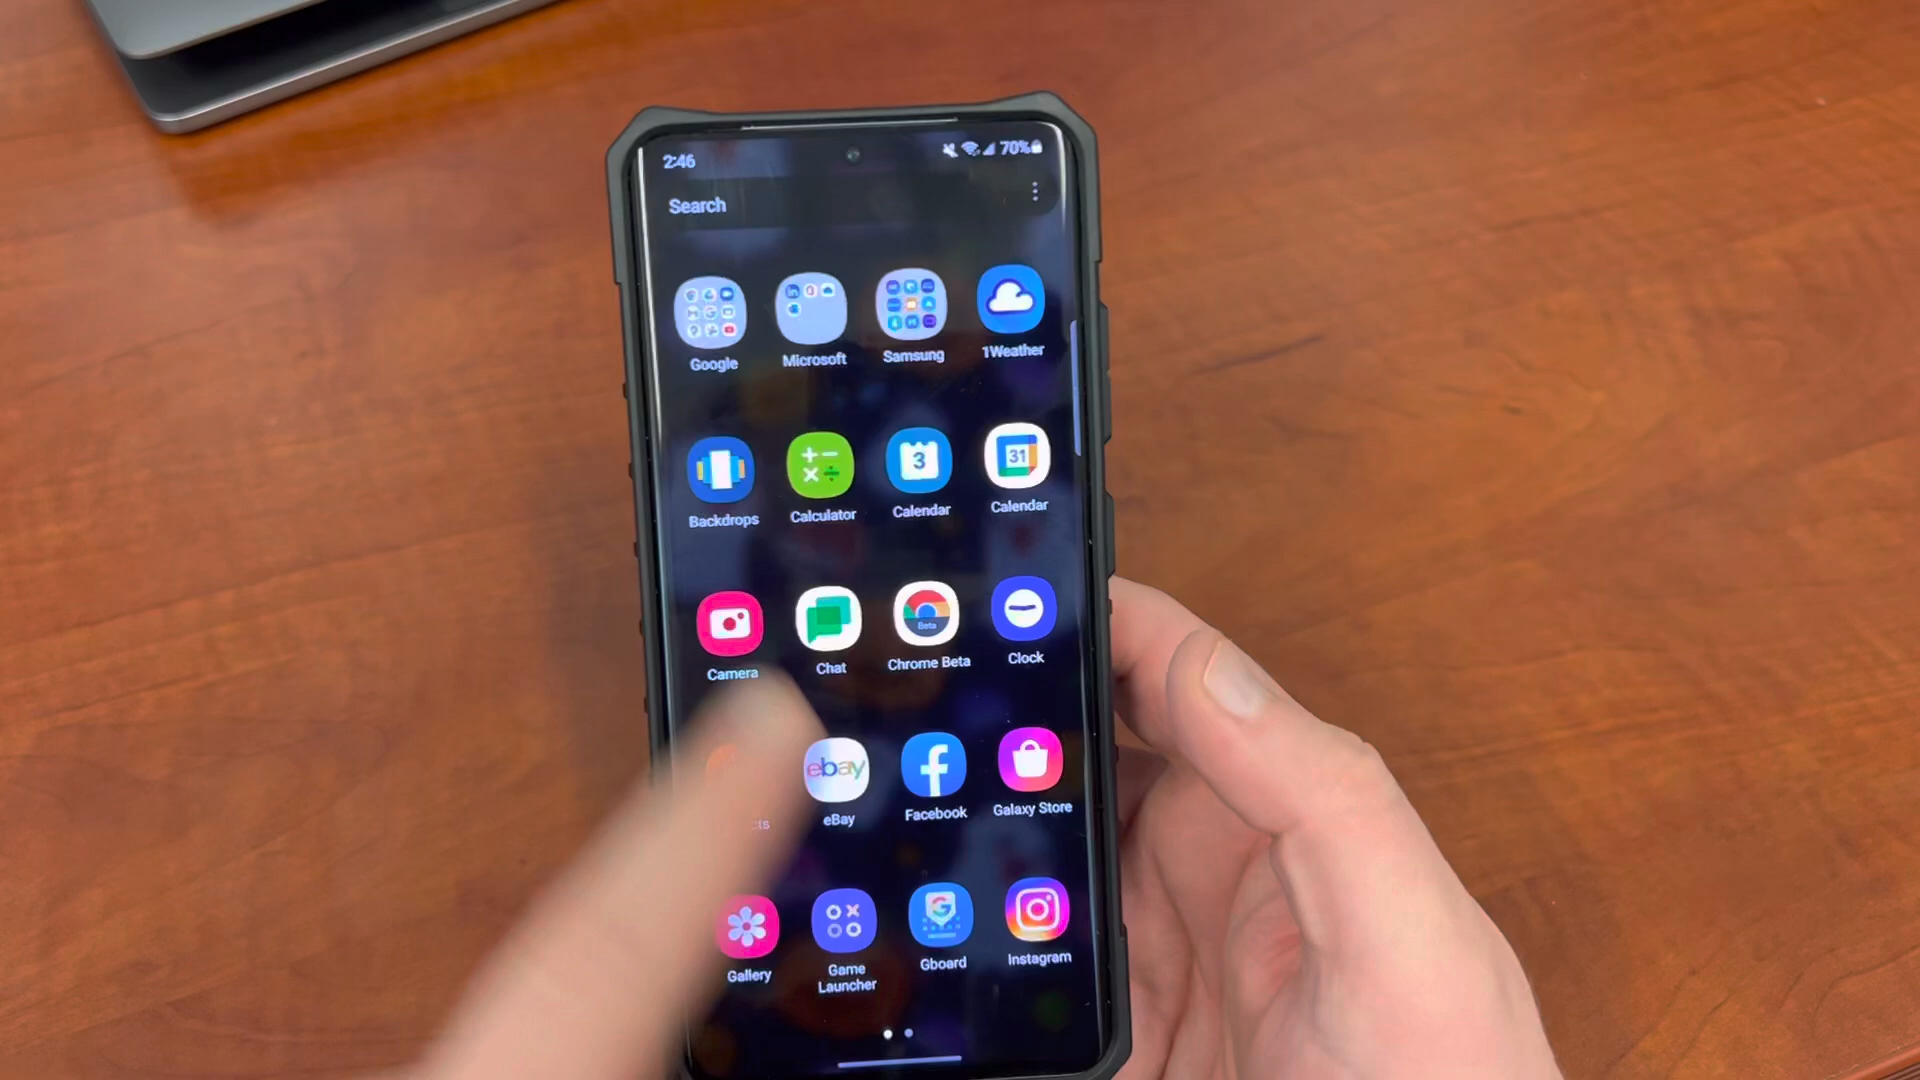 2:46
70%
Search
Google
Microsoft
Samsung
1Weather
Backdrops
Calculator
3
Calendar
31
Calendar
Camera
Chat
Beta
Chrome Beta
Clock
ebay
eBay
Facebook
Galaxy Store
Gallery
Game
Launcher
Gboard
Instagram